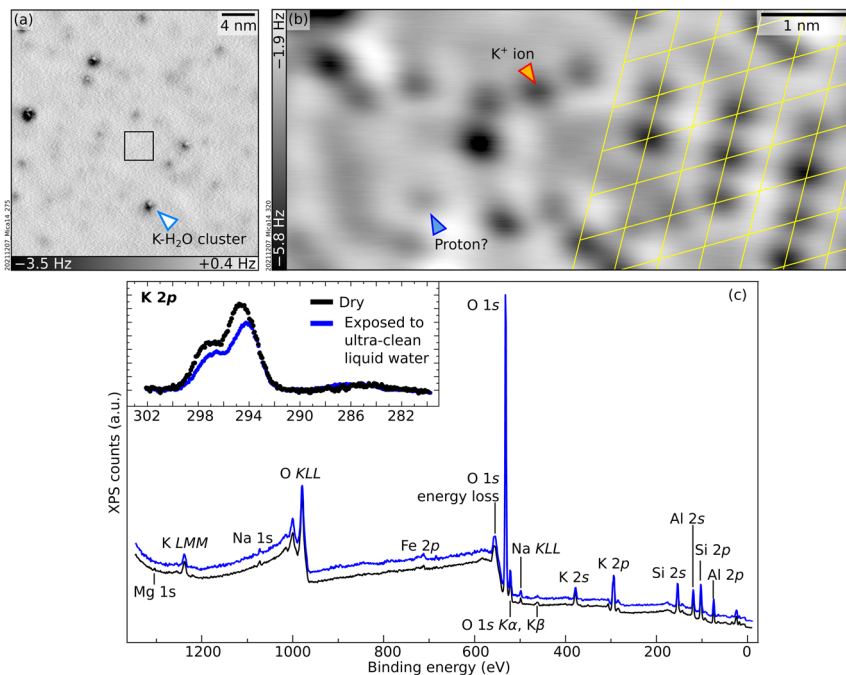 (a)
4 nm
K-H₂O cluster
−3.5 Hz
+0.4 Hz
20211207_Mica14_275
(b)
1 nm
−1.9 Hz
−5.8 Hz
20211207_Mica14_320
K⁺ ion
Proton?
(c)
K 2p
Dry
Exposed to
ultra-clean
liquid water
302 298 294 290 286 282
XPS counts (a.u.)
O 1s
O KLL
O 1s
energy loss
K LMM
Na 1s
Mg 1s
Fe 2p
Na KLL
K 2s
K 2p
Al 2s
Si 2p
Si 2s
Al 2p
O 1s Kα, Kβ
1200 1000 800 600 400 200 0
Binding energy (eV)